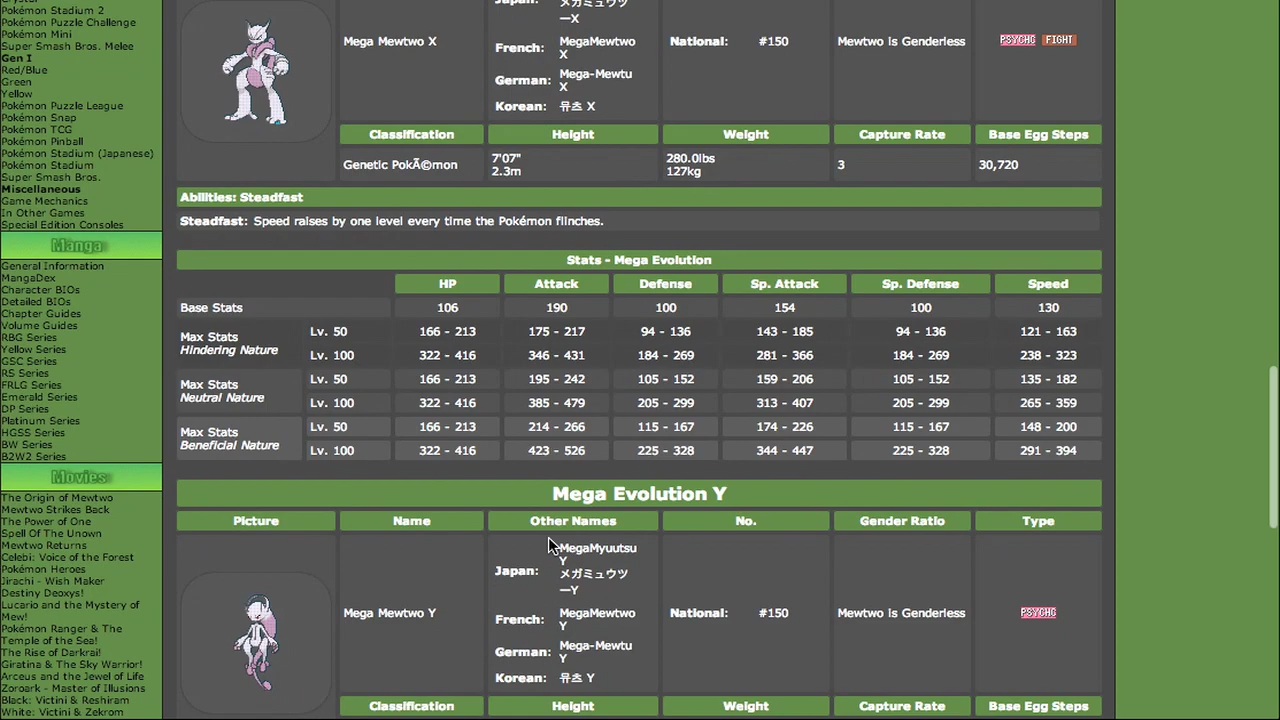 Crystal
Pokémon Stadium 2
Pokémon Puzzle Challenge
Pokémon Mini
Super Smash Bros. Melee
Gen I
Red/Blue
Green
Yellow
Pokémon Puzzle League
Pokémon Snap
Pokémon TCG
Pokémon Pinball
Pokémon Stadium (Japanese)
Pokémon Stadium
Super Smash Bros.
Miscellaneous
Game Mechanics
In Other Games
Special Edition Consoles
Manga
General Information
MangaDex
Character BIOs
Detailed BIOs
Chapter Guides
Volume Guides
RBG Series
Yellow Series
GSC Series
RS Series
FRLG Series
Emerald Series
DP Series
Platinum Series
HGSS Series
BW Series
B2W2 Series
Movies
The Origin of Mewtwo
Mewtwo Strikes Back
The Power of One
Spell Of The Unown
Mewtwo Returns
Celebi: Voice of the Forest
Pokémon Heroes
Jirachi - Wish Maker
Destiny Deoxys!
Lucario and the Mystery of
Mew!
Pokémon Ranger & The
Temple of the Sea!
The Rise of Darkrai!
Giratina & The Sky Warrior!
Arceus and the Jewel of Life
Zoroark - Master of Illusions
Black: Victini & Reshiram
White: Victini & Zekrom
Mega Mewtwo X
Japan: メガミュウツ
ーX
French: MegaMewtwo
X
German: Mega-Mewtu
X
Korean: 뮤츠 X
National: #150
Mewtwo is Genderless
PSYCHC FIGHT
Classification Height Weight Capture Rate Base Egg Steps
Genetic PokÃ©mon 7'07" 280.0lbs 3 30,720
2.3m 127kg
Abilities: Steadfast
Steadfast: Speed raises by one level every time the Pokémon flinches.
Stats - Mega Evolution
HP Attack Defense Sp. Attack Sp. Defense Speed
Base Stats 106 190 100 154 100 130
Max Stats
Hindering Nature
Lv. 50 166 - 213 175 - 217 94 - 136 143 - 185 94 - 136 121 - 163
Lv. 100 322 - 416 346 - 431 184 - 269 281 - 366 184 - 269 238 - 323
Max Stats
Neutral Nature
Lv. 50 166 - 213 195 - 242 105 - 152 159 - 206 105 - 152 135 - 182
Lv. 100 322 - 416 385 - 479 205 - 299 313 - 407 205 - 299 265 - 359
Max Stats
Beneficial Nature
Lv. 50 166 - 213 214 - 266 115 - 167 174 - 226 115 - 167 148 - 200
Lv. 100 322 - 416 423 - 526 225 - 328 344 - 447 225 - 328 291 - 394
Mega Evolution Y
Picture Name Other Names No. Gender Ratio Type
Mega Mewtwo Y
Japan: MegaMyuutsu
Y
メガミュウツ
ーY
French: MegaMewtwo
Y
German: Mega-Mewtu
Y
Korean: 뮤츠 Y
National: #150
Mewtwo is Genderless
PSYCHC
Classification Height Weight Capture Rate Base Egg Steps